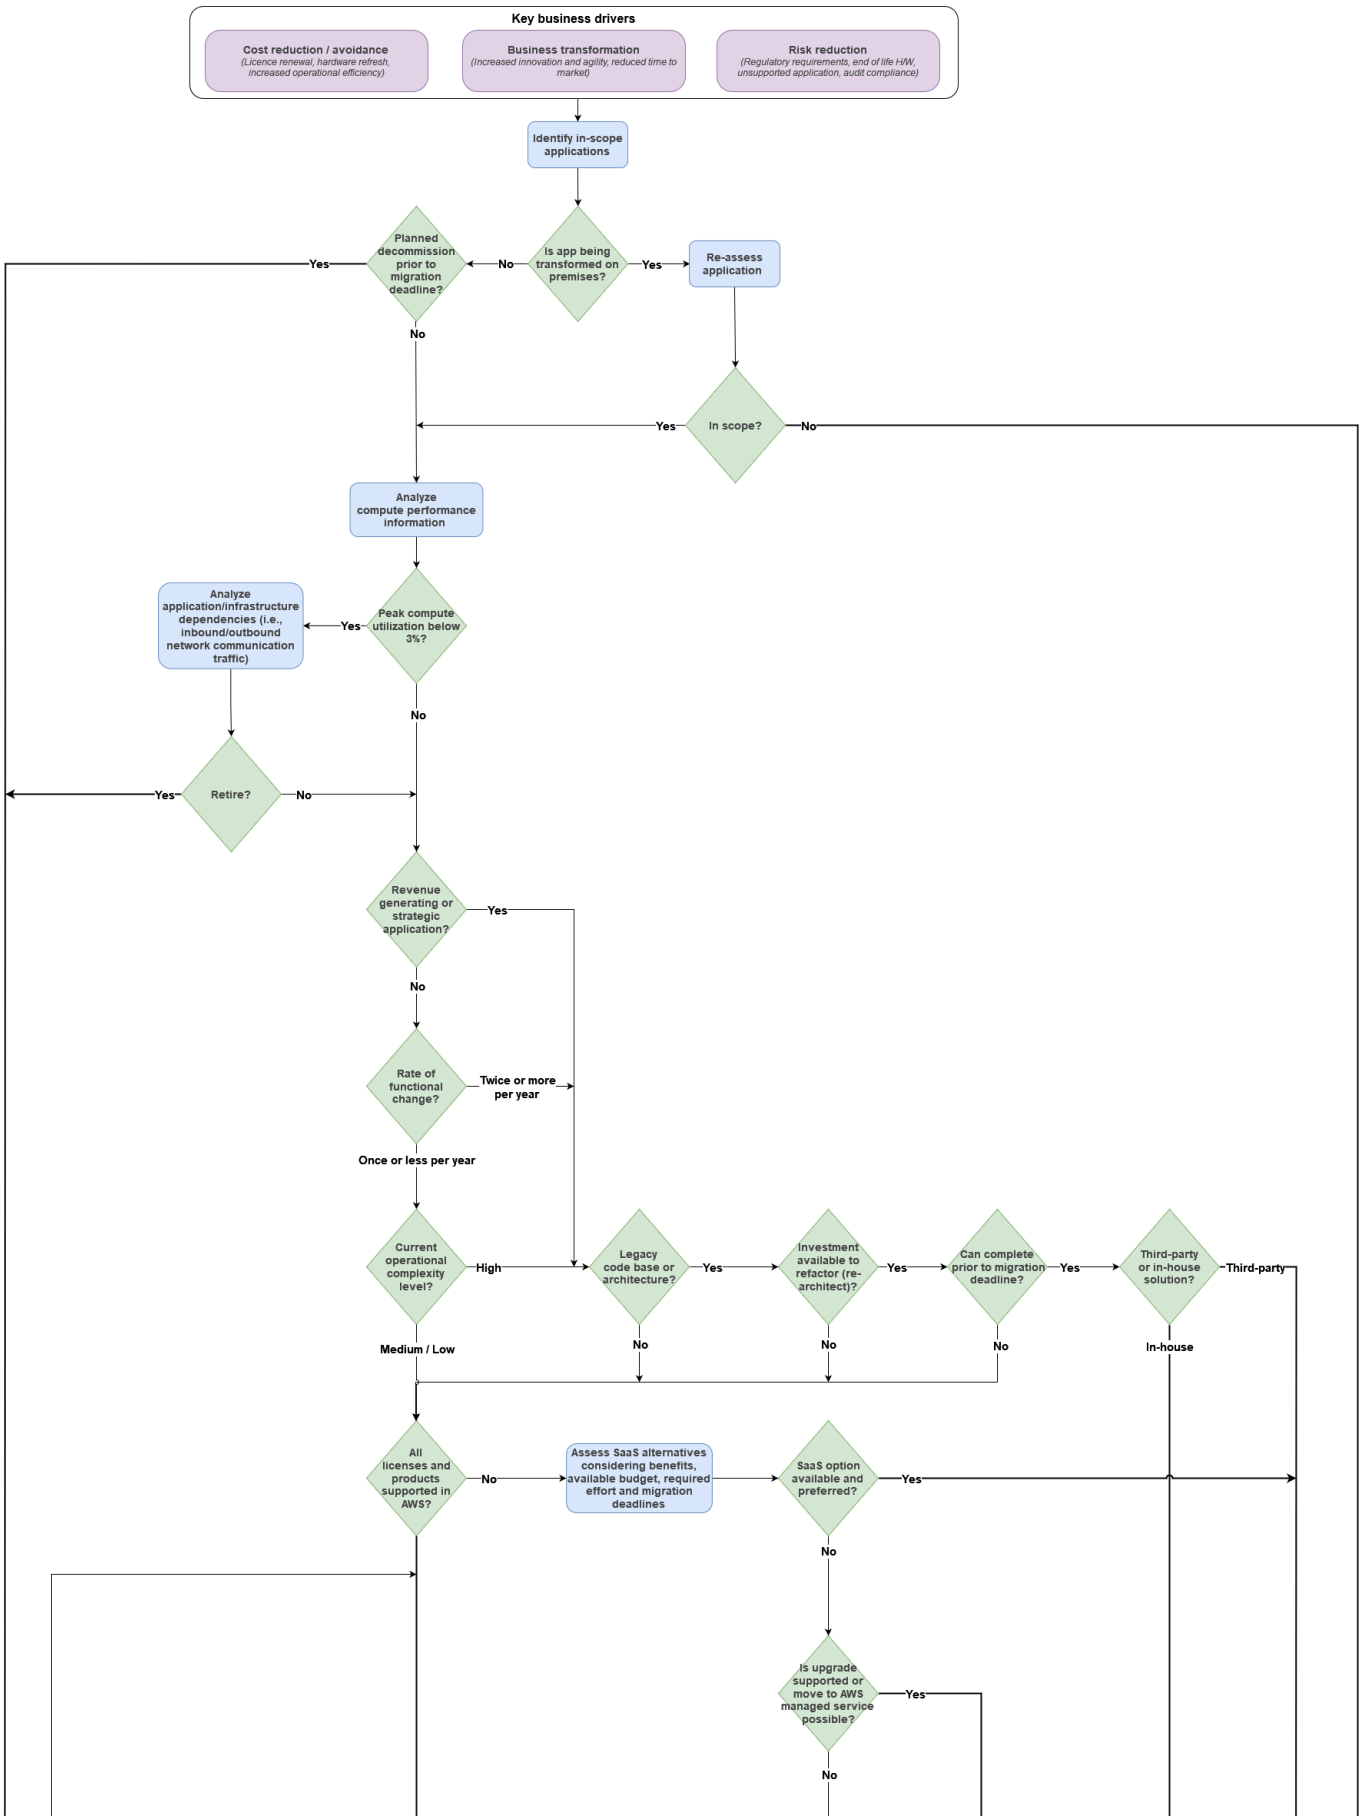 Key business drivers
Cost reduction / avoidance
(Licence renewal, hardware refresh,
increased operational efficiency)
Business transformation
(Increased innovation and agility, reduced time to
market)
Risk reduction
(Regulatory requirements, end of life H/W,
unsupported application, audit compliance)
Identify in-scope
applications
Planned
decommission
prior to
migration
deadline?
Yes
No
Is app being
transformed on
premises?
Yes
Re-assess
application
No
Yes
In scope?
No
Analyze
compute performance
information
Analyze
application/infrastructure
dependencies (i.e.,
inbound/outbound
network communication
traffic)
Yes
Peak compute
utilization below
3%?
No
Yes
Retire?
No
Revenue
generating or
strategic
application?
Yes
No
Rate of
functional
change?
Twice or more
per year
Once or less per year
Current
operational
complexity
level?
High
Legacy
code base or
architecture?
Yes
Investment
available to
refactor (re-
architect)?
Yes
Can complete
prior to migration
deadline?
Yes
Third-party
or in-house
solution?
Third-party
Medium / Low
No
No
No
In-house
All
licenses and
products
supported in
AWS?
No
Assess SaaS alternatives
considering benefits,
available budget, required
effort and migration
deadlines
SaaS option
available and
preferred?
Yes
No
Is upgrade
supported or
move to AWS
managed service
possible?
Yes
No